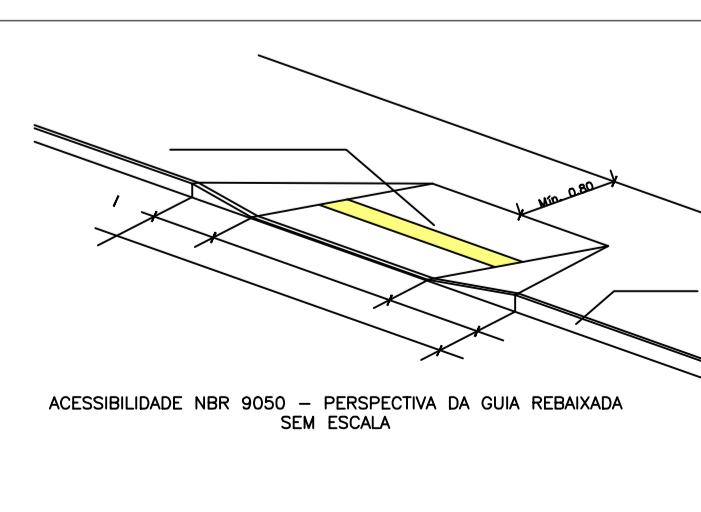 Mín. 0.80
ACESSIBILIDADE NBR 9050 – PERSPECTIVA DA GUIA REBAIXADA
SEM ESCALA